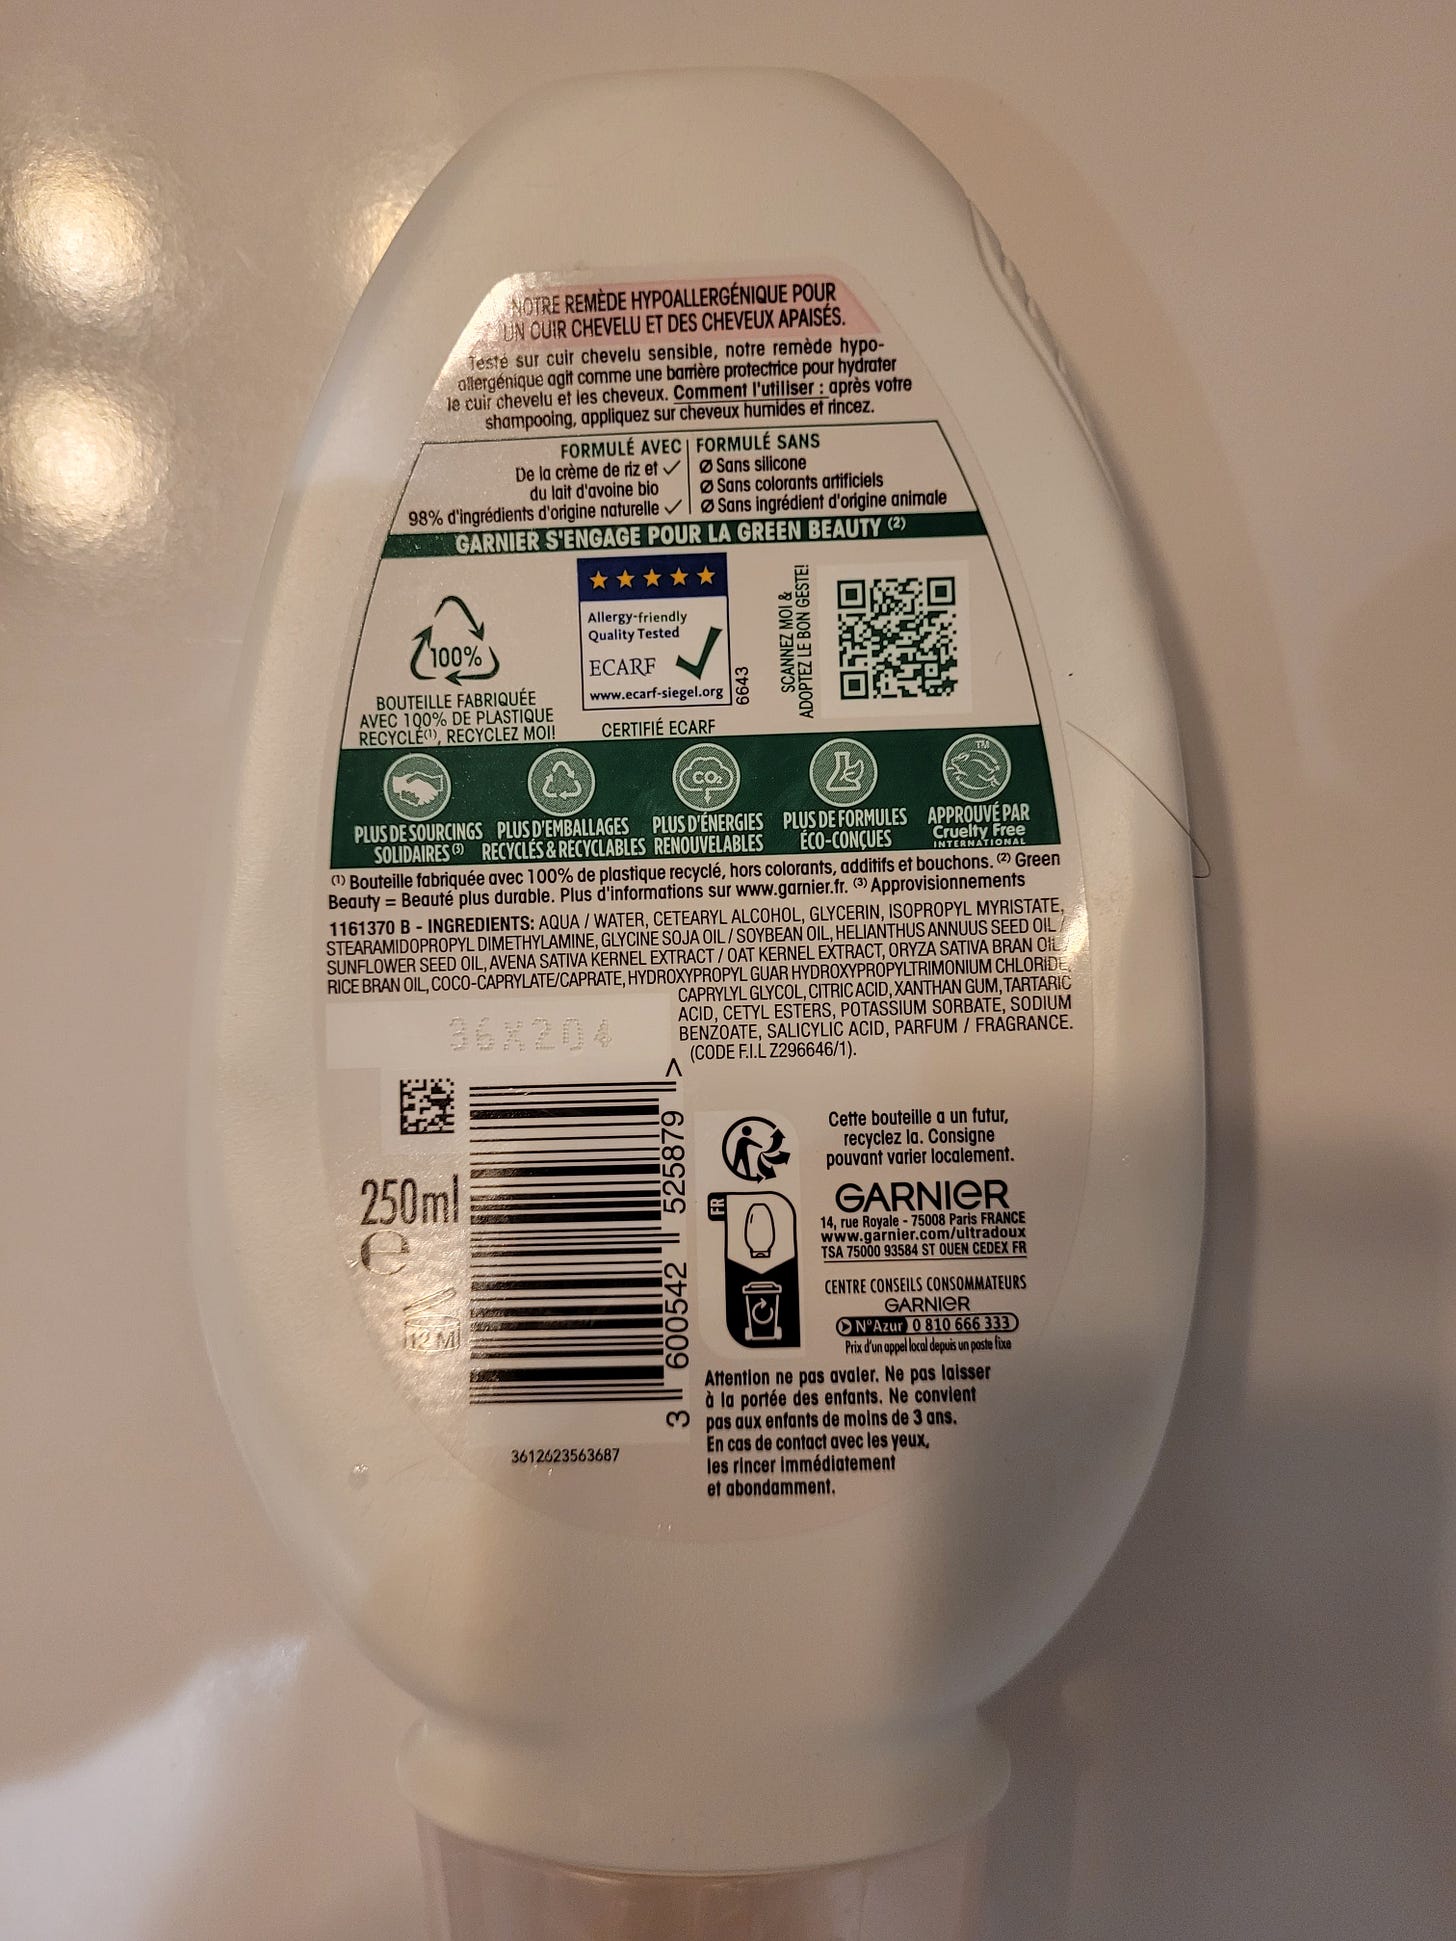 NOTRE REMÈDE HYPOALLERGÉNIQUE POUR
UN CUIR CHEVELU ET DES CHEVEUX APAISÉS.
Testé sur cuir chevelu sensible, notre remède hypo-
allergénique agit comme une barrière protectrice pour hydrater
le cuir chevelu et les cheveux. Comment l'utiliser : après votre
shampooing, appliquez sur cheveux humides et rincez.
FORMULÉ AVEC
De la crème de riz et ✓
du lait d'avoine bio
98% d'ingrédients d'origine naturelle ✓
FORMULÉ SANS
Ø Sans silicone
Ø Sans colorants artificiels
Ø Sans ingrédient d'origine animale
GARNIER S'ENGAGE POUR LA GREEN BEAUTY (2)
100%
BOUTEILLE FABRIQUÉE
AVEC 100% DE PLASTIQUE
RECYCLÉ(1), RECYCLEZ MOI!
Allergy-friendly
Quality Tested
ECARF
www.ecarf-siegel.org
6643
CERTIFIÉ ECARF
SCANNEZ MOI &
ADOPTEZ LE BON GESTE!
PLUS DE SOURCINGS
SOLIDAIRES (3)
PLUS D'EMBALLAGES
RECYCLÉS & RECYCLABLES
CO2
PLUS D'ÉNERGIES
RENOUVELABLES
PLUS DE FORMULES
ÉCO-CONÇUES
TM
APPROUVÉ PAR
Cruelty Free
INTERNATIONAL
(1) Bouteille fabriquée avec 100% de plastique recyclé, hors colorants, additifs et bouchons. (2) Green
Beauty = Beauté plus durable. Plus d'informations sur www.garnier.fr. (3) Approvisionnements
1161370 B - INGREDIENTS: AQUA / WATER, CETEARYL ALCOHOL, GLYCERIN, ISOPROPYL MYRISTATE,
STEARAMIDOPROPYL DIMETHYLAMINE, GLYCINE SOJA OIL / SOYBEAN OIL, HELIANTHUS ANNUUS SEED OIL /
SUNFLOWER SEED OIL, AVENA SATIVA KERNEL EXTRACT / OAT KERNEL EXTRACT, ORYZA SATIVA BRAN OIL /
RICE BRAN OIL, COCO-CAPRYLATE/CAPRATE, HYDROXYPROPYL GUAR HYDROXYPROPYLTRIMONIUM CHLORIDE,
CAPRYLYL GLYCOL, CITRIC ACID, XANTHAN GUM, TARTARIC
ACID, CETYL ESTERS, POTASSIUM SORBATE, SODIUM
BENZOATE, SALICYLIC ACID, PARFUM / FRAGRANCE.
(CODE F.I.L Z296646/1).
36X204
250ml
e
12 M
3 600542 525879 >
3612623563687
FR
Cette bouteille a un futur,
recyclez la. Consigne
pouvant varier localement.
GARNIER
14, rue Royale - 75008 Paris FRANCE
www.garnier.com/ultradoux
TSA 75000 93584 ST OUEN CEDEX FR
CENTRE CONSEILS CONSOMMATEURS
GARNIER
N°Azur 0 810 666 333
Prix d'un appel local depuis un poste fixe
Attention ne pas avaler. Ne pas laisser
à la portée des enfants. Ne convient
pas aux enfants de moins de 3 ans.
En cas de contact avec les yeux,
les rincer immédiatement
et abondamment.